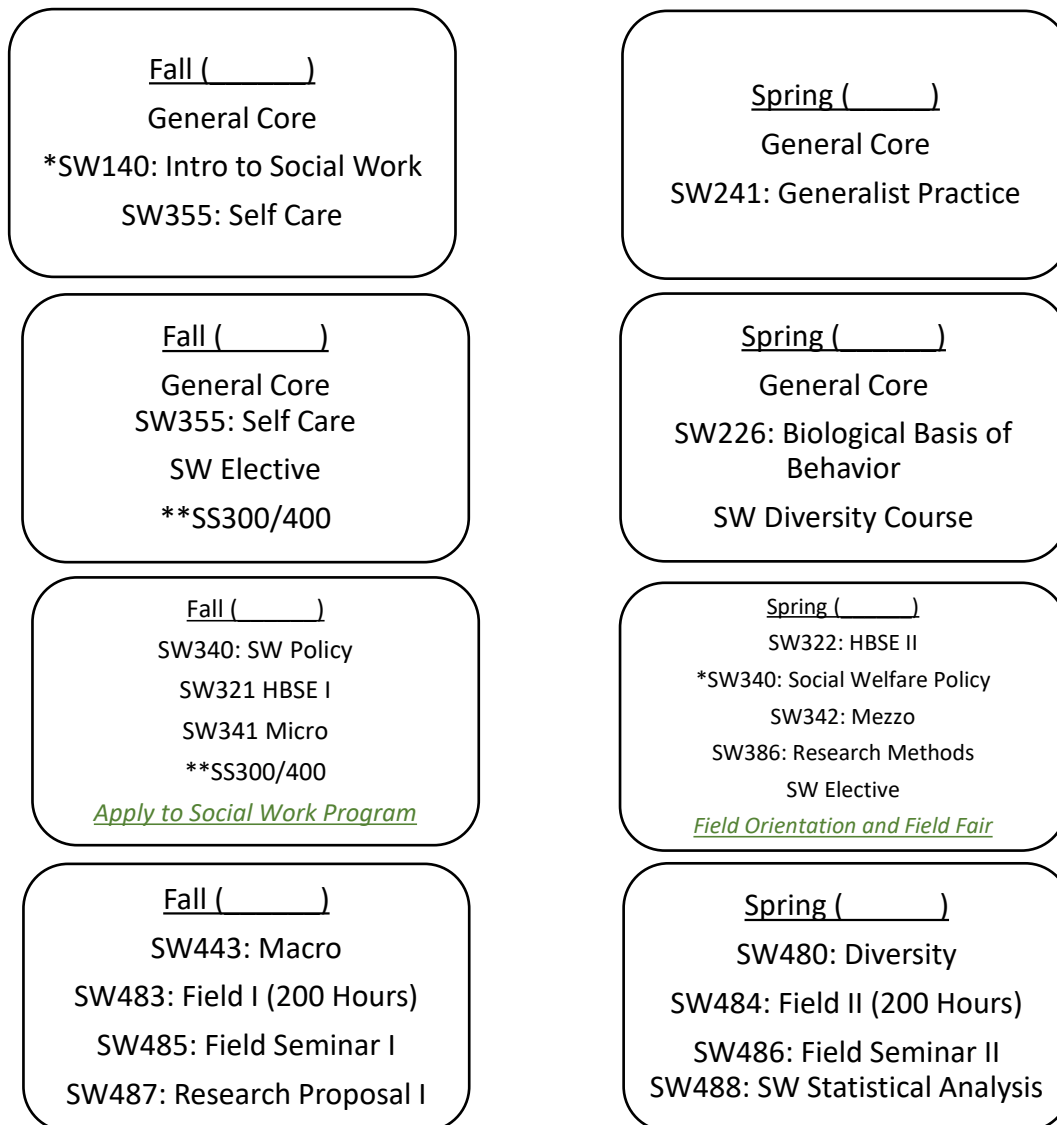 Fall (______)
General Core
*SW140: Intro to Social Work
SW355: Self Care
Spring (_____)
General Core
SW241: Generalist Practice
Fall (______)
General Core
SW355: Self Care
SW Elective
**SS300/400
Spring (______)
General Core
SW226: Biological Basis of
Behavior
SW Diversity Course
Fall (______)
SW340: SW Policy
SW321 HBSE I
SW341 Micro
**SS300/400
Apply to Social Work Program
Spring (______)
SW322: HBSE II
*SW340: Social Welfare Policy
SW342: Mezzo
SW386: Research Methods
SW Elective
Field Orientation and Field Fair
Fall (______)
SW443: Macro
SW483: Field I (200 Hours)
SW485: Field Seminar I
SW487: Research Proposal I
Spring (______)
SW480: Diversity
SW484: Field II (200 Hours)
SW486: Field Seminar II
SW488: SW Statistical Analysis